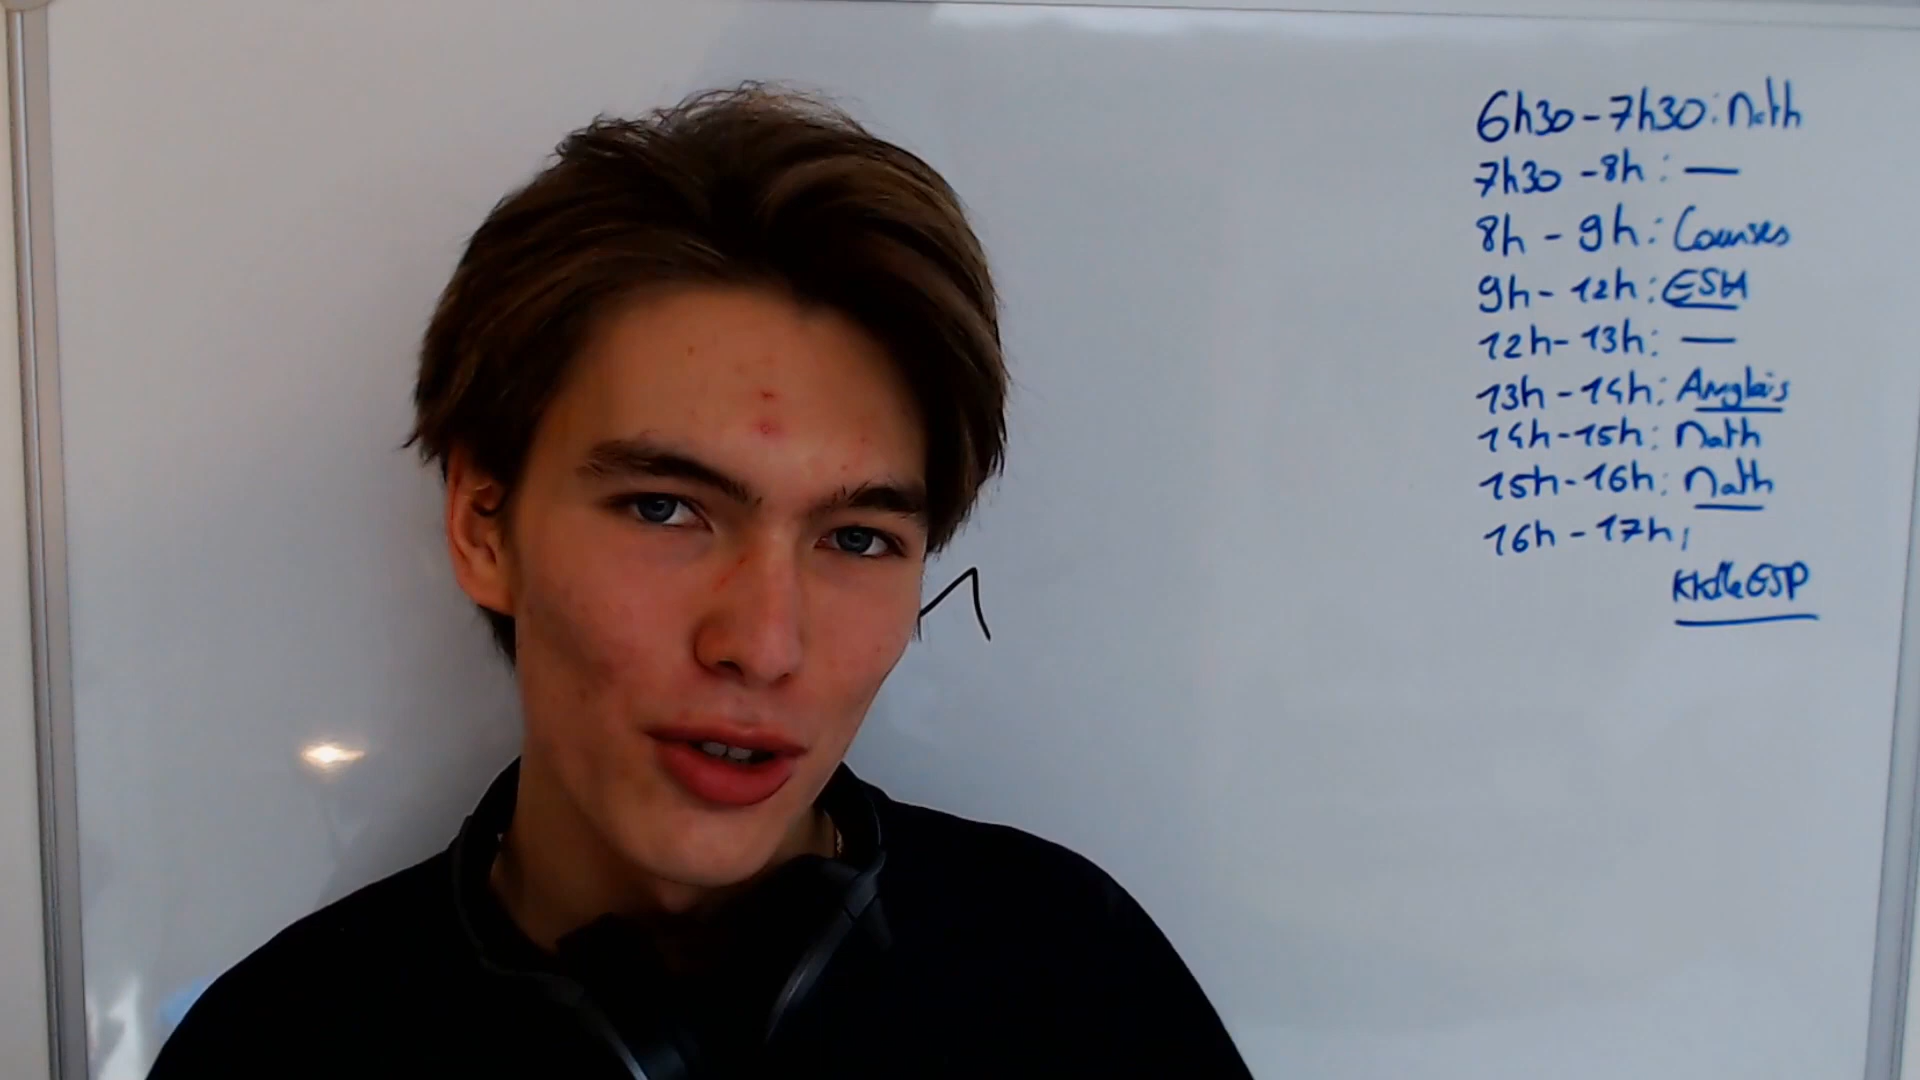 6h30-7h30: Math
7h30-8h: —
8h-9h: Courses
9h-12h: ESH
12h-13h: —
13h-14h: Anglais
14h-15h: Math
15h-16h: Math
16h-17h:
ESP